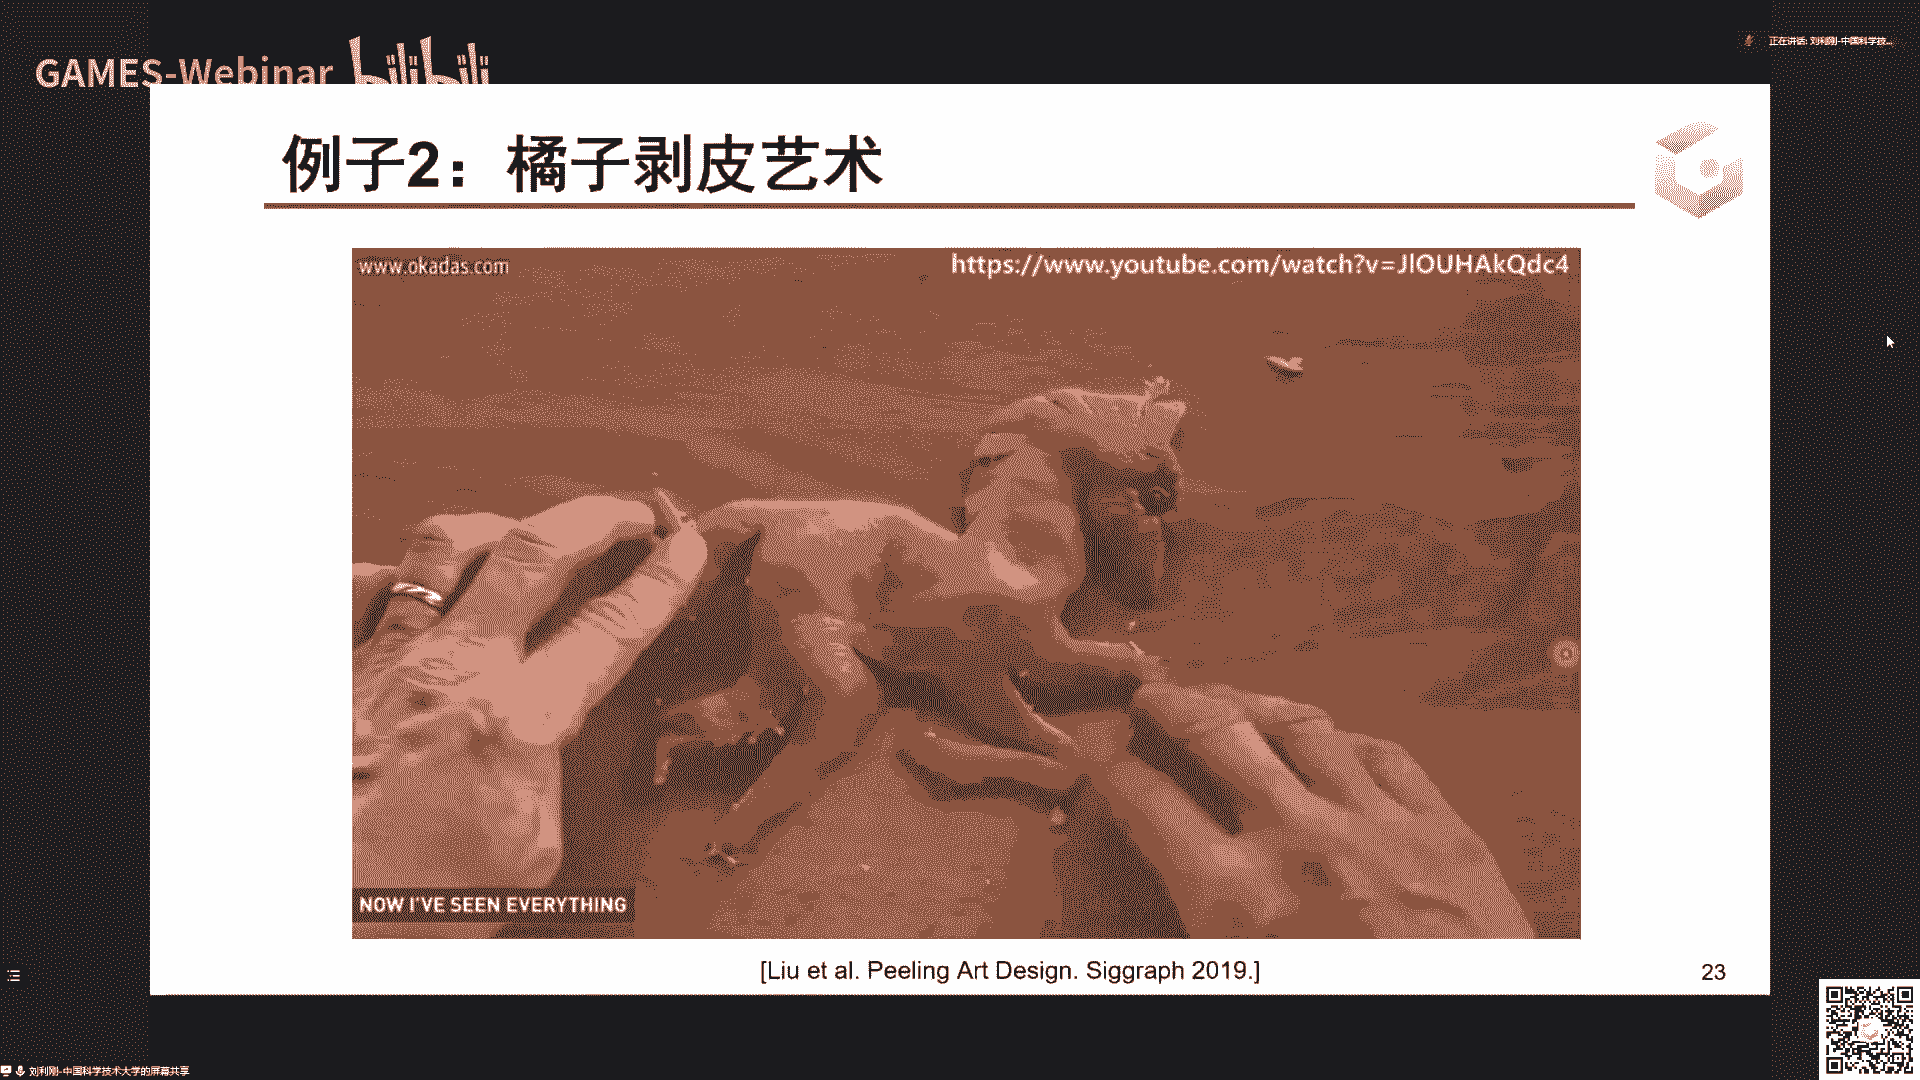 GAMES-Webinar bilibili
正在讲话: 刘利刚-中国科学技...
例子2：橘子剥皮艺术
www.okadas.com
https://www.youtube.com/watch?v=JlOUHAkQdc4
NOW I'VE SEEN EVERYTHING
[Liu et al. Peeling Art Design. Siggraph 2019.]
23
刘利刚-中国科学技术大学的屏幕共享